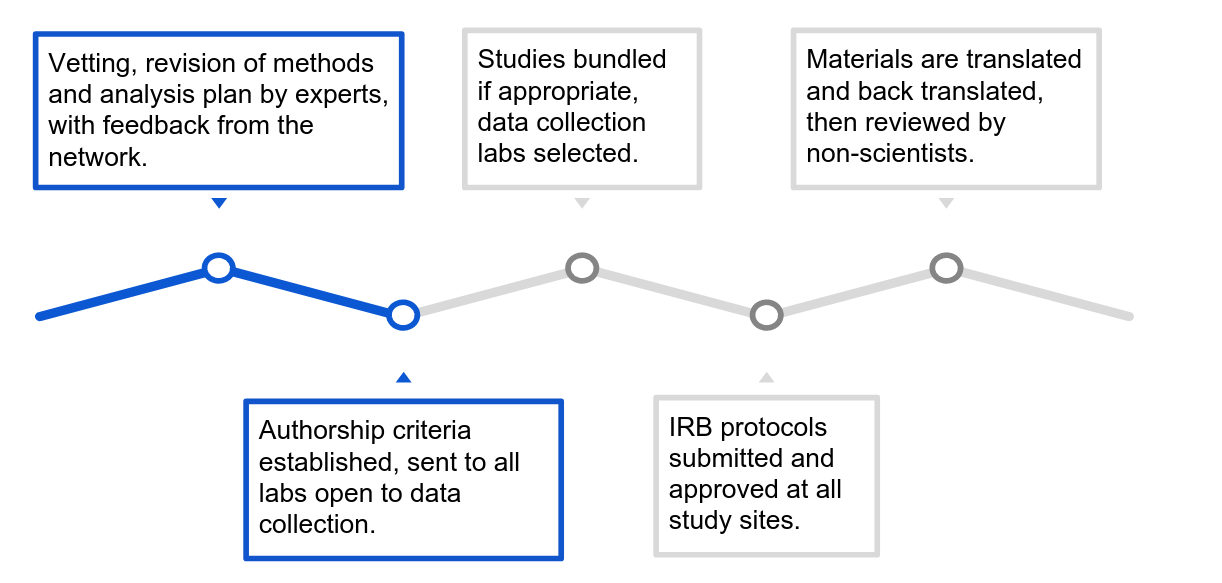 Vetting, revision of methods
and analysis plan by experts,
with feedback from the
network.
Studies bundled
if appropriate,
data collection
labs selected.
Materials are translated
and back translated,
then reviewed by
non-scientists.
Authorship criteria
established, sent to all
labs open to data
collection.
IRB protocols
submitted and
approved at all
study sites.